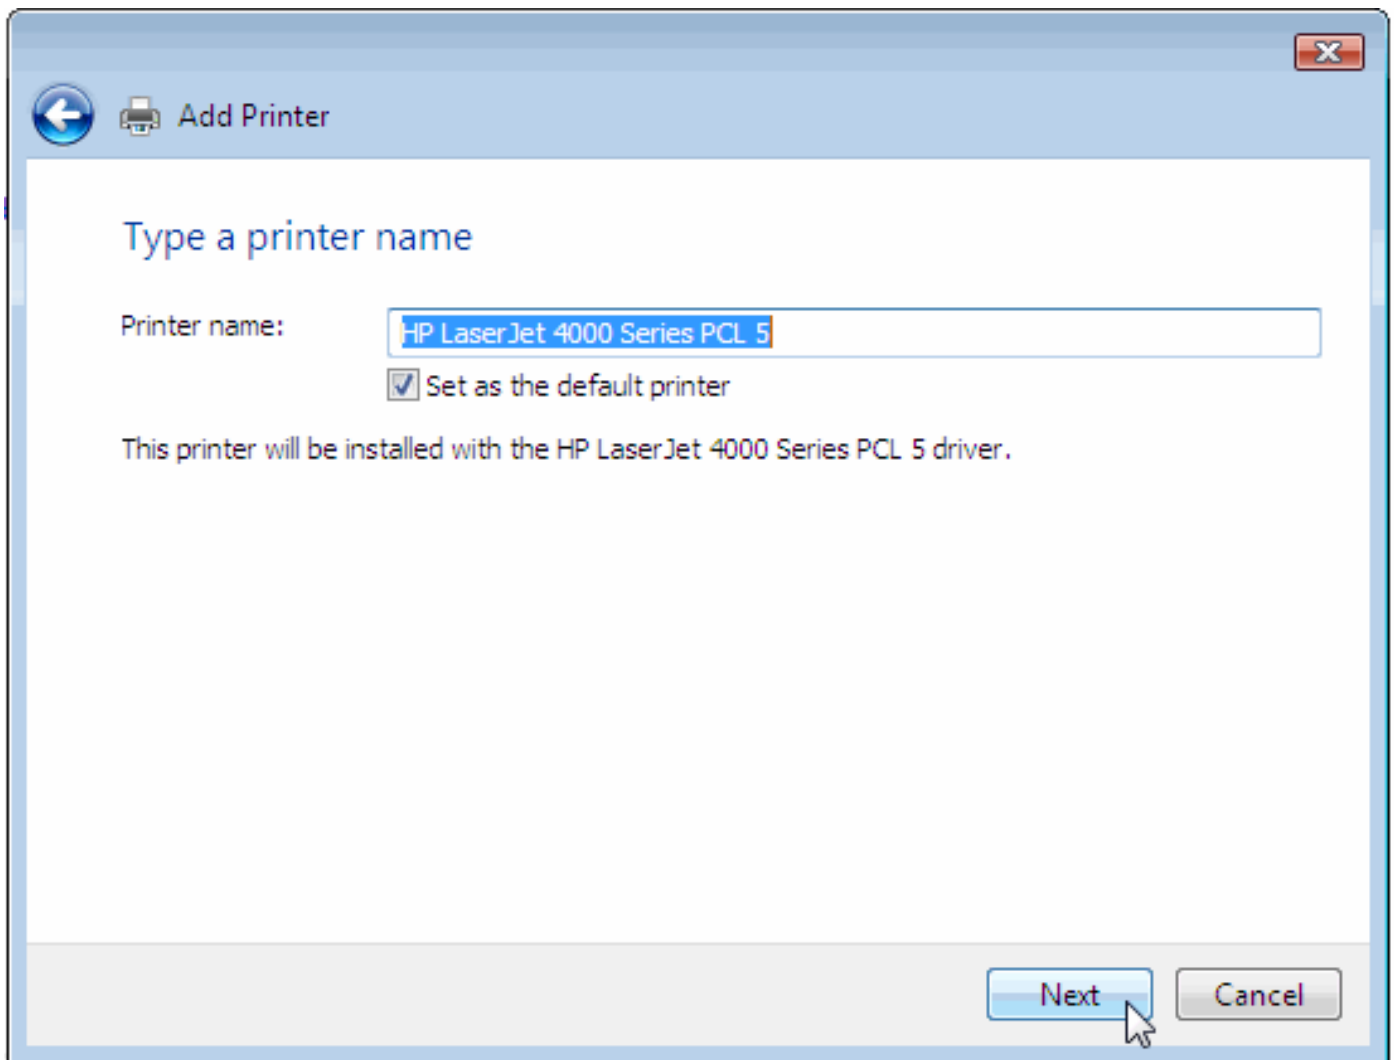 Add Printer
Type a printer name
Printer name:
HP LaserJet 4000 Series PCL 5
Set as the default printer
This printer will be installed with the HP LaserJet 4000 Series PCL 5 driver.
Next
Cancel